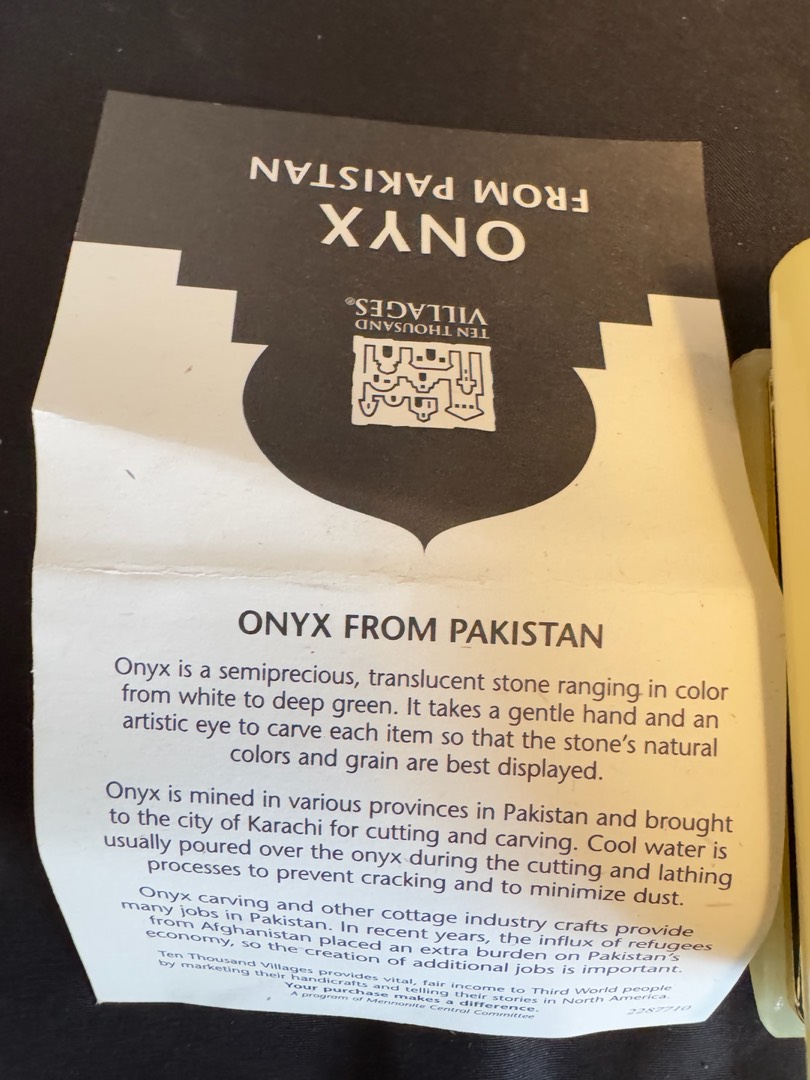 ONYX
FROM PAKISTAN
TEN THOUSAND
VILLAGES®
ONYX FROM PAKISTAN
Onyx is a semiprecious, translucent stone ranging in color
from white to deep green. It takes a gentle hand and an
artistic eye to carve each item so that the stone's natural
colors and grain are best displayed.
Onyx is mined in various provinces in Pakistan and brought
to the city of Karachi for cutting and carving. Cool water is
usually poured over the onyx during the cutting and lathing
processes to prevent cracking and to minimize dust.
Onyx carving and other cottage industry crafts provide
many jobs in Pakistan. In recent years, the influx of refugees
from Afghanistan placed an extra burden on Pakistan's
economy, so the creation of additional jobs is important.
Ten Thousand Villages provides vital, fair income to Third World people
by marketing their handicrafts and telling their stories in North America.
Your purchase makes a difference.
A program of Mennonite Central Committee
2287710